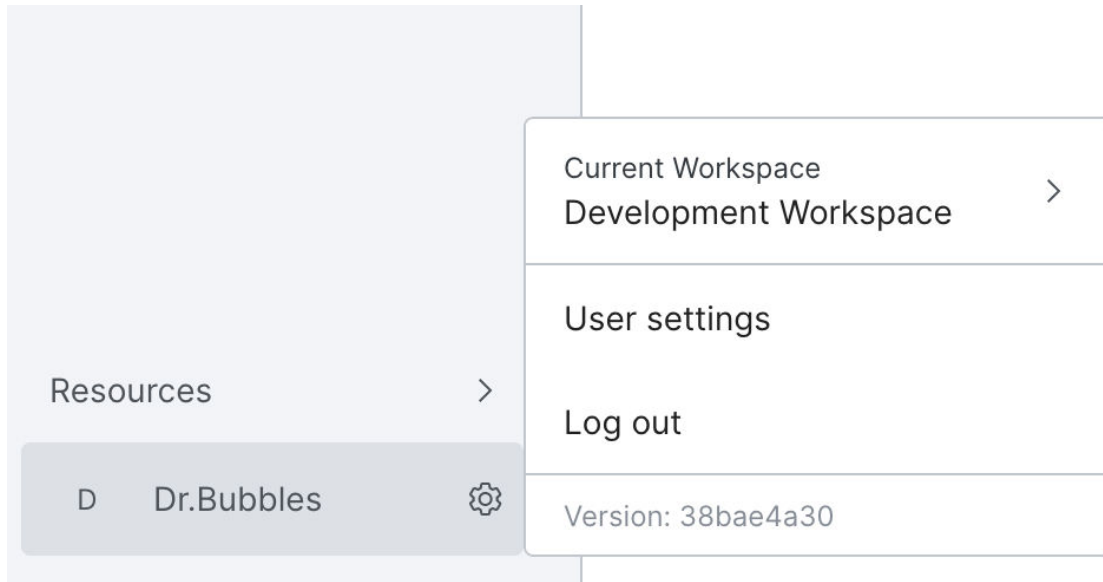 Current Workspace
Development Workspace
User settings
Resources
Log out
D Dr.Bubbles
Version: 38bae4a30